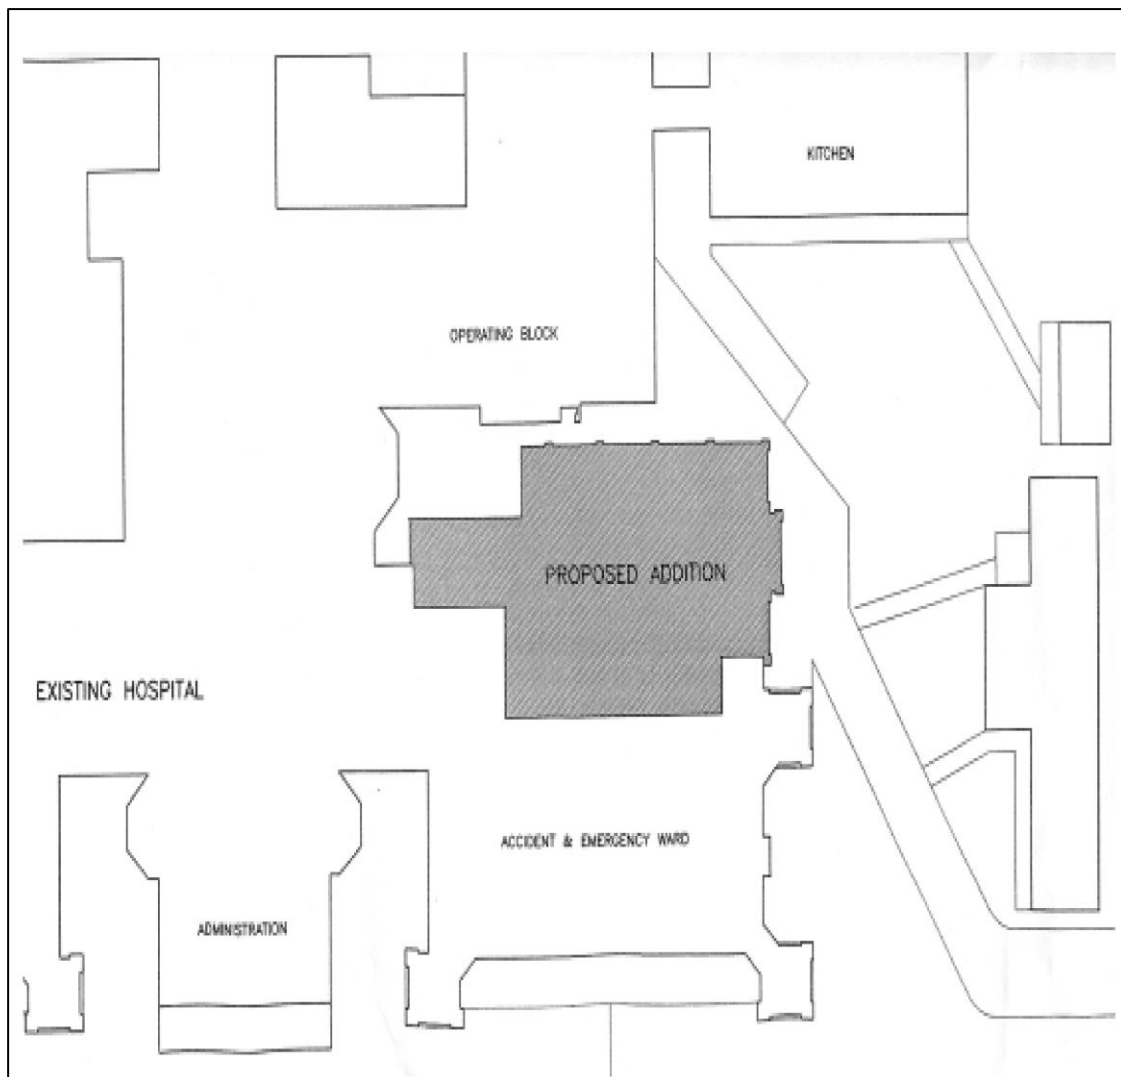 KITCHEN
OPERATING BLOCK
PROPOSED ADDITION
EXISTING HOSPITAL
ACCIDENT & EMERGENCY WARD
ADMINISTRATION